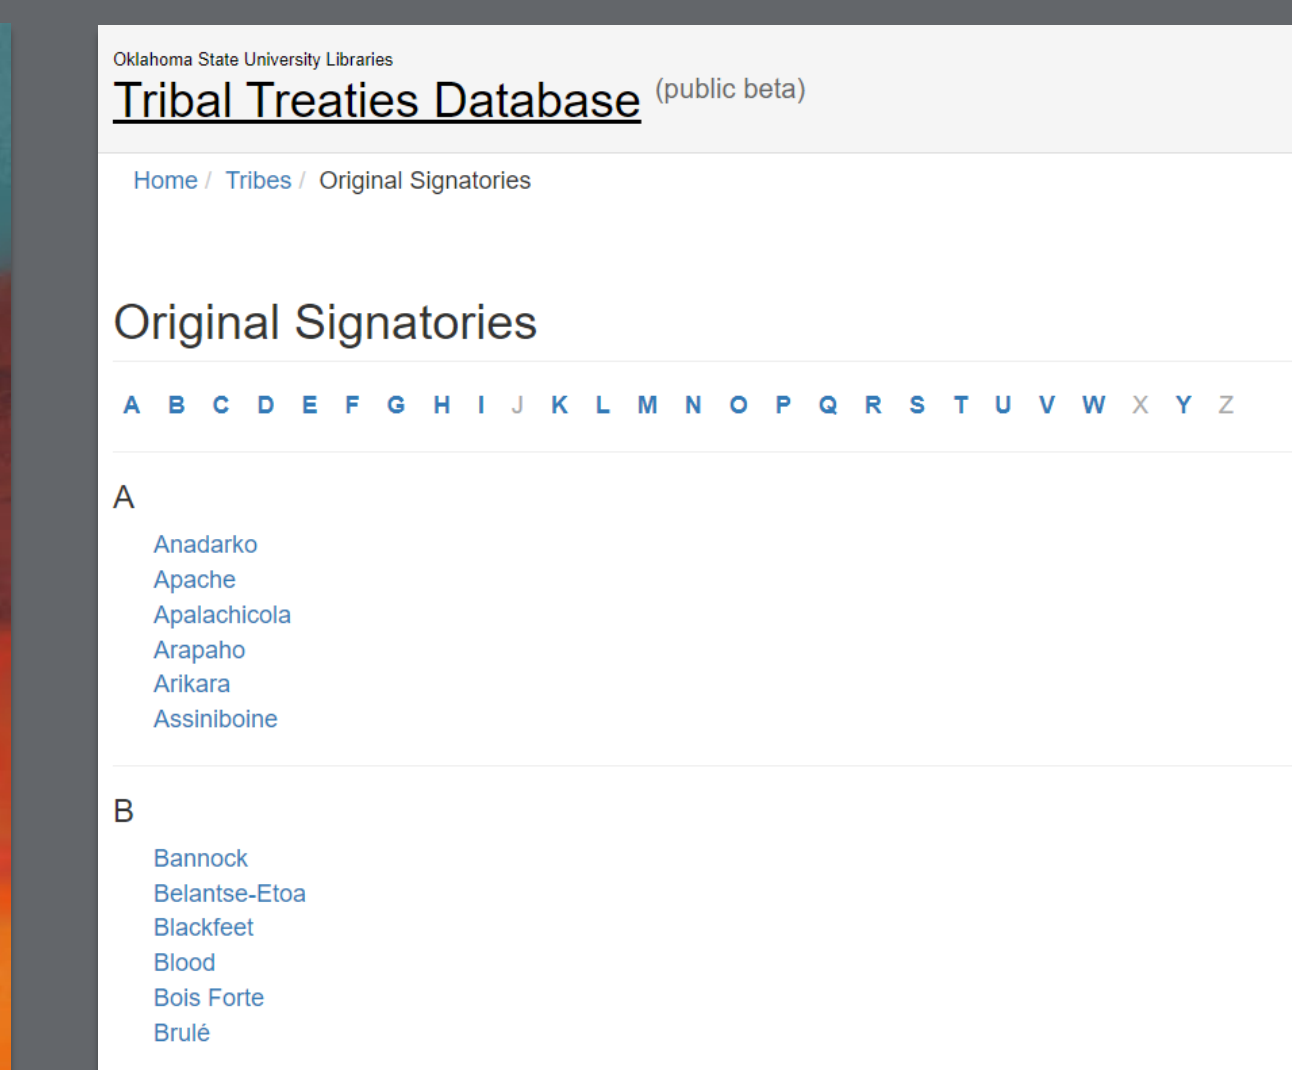 Oklahoma State University Libraries
Tribal Treaties Database (public beta)
Home / Tribes / Original Signatories
Original Signatories
A B C D E F G H I J K L M N O P Q R S T U V W X Y Z
A
Anadarko
Apache
Apalachicola
Arapaho
Arikara
Assiniboine
B
Bannock
Belantse-Etoa
Blackfeet
Blood
Bois Forte
Brulé